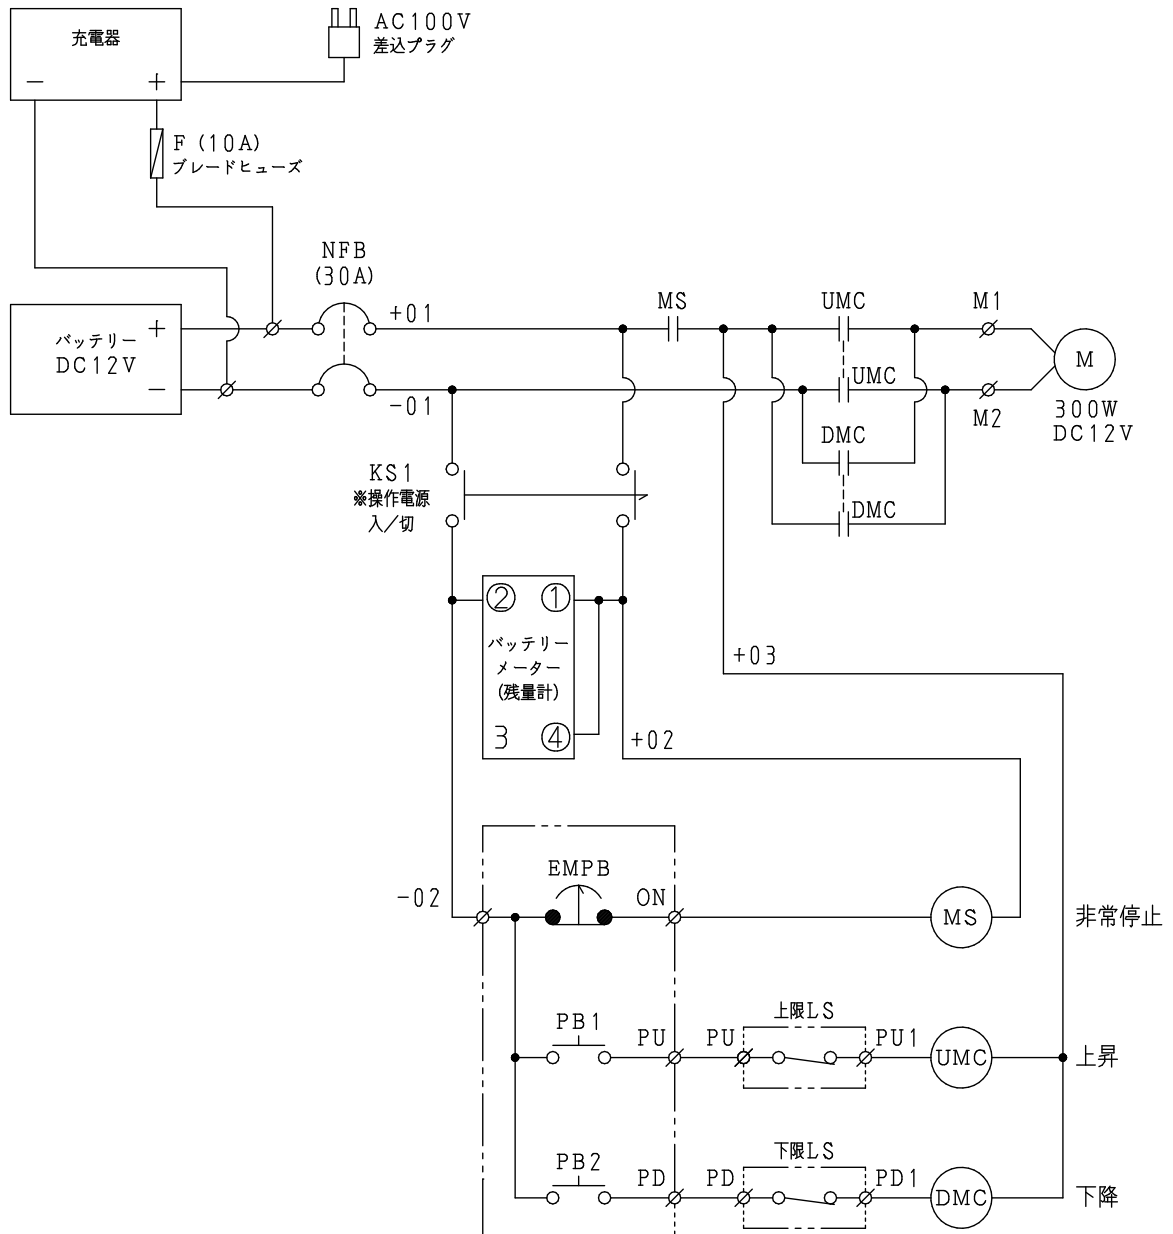 充電器
－ ＋
AC100V
差込プラグ
F (10A)
ブレードヒューズ
NFB
(30A)
バッテリー
DC12V
＋
－
+01
-01
MS
UMC
UMC
DMC
DMC
M1
M2
M
300W
DC12V
KS1
※操作電源
入／切
② ①
バッテリー
メーター
(残量計)
3 ④
+03
+02
-02
EMPB
ON
MS
非常停止
PB1
PU
PU
上限LS
PU1
UMC
上昇
PB2
PD
PD
下限LS
PD1
DMC
下降